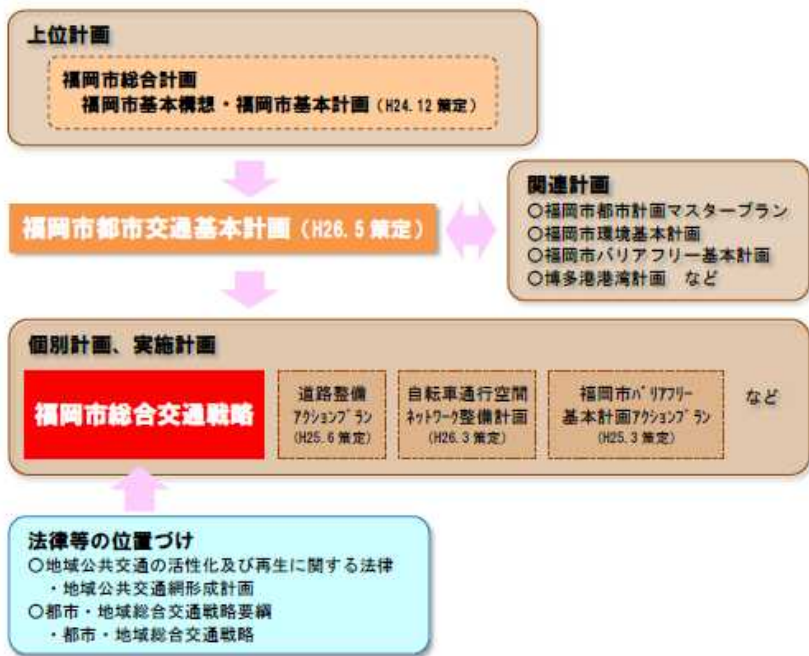 上位計画
福岡市総合計画
福岡市基本構想・福岡市基本計画（H24.12 策定）
福岡市都市交通基本計画（H26.5 策定）
関連計画
○福岡市都市計画マスタープラン
○福岡市環境基本計画
○福岡市バリアフリー基本計画
○博多港港湾計画　など
個別計画、実施計画
福岡市総合交通戦略
道路整備
ｱｸｼｮﾝﾌﾟﾗﾝ
（H25.6 策定）
自転車通行空間
ﾈｯﾄﾜｰｸ整備計画
（H26.3 策定）
福岡市ﾊﾞﾘｱﾌﾘｰ
基本計画ｱｸｼｮﾝﾌﾟﾗﾝ
（H25.3 策定）
など
法律等の位置づけ
○地域公共交通の活性化及び再生に関する法律
・地域公共交通網形成計画
○都市・地域総合交通戦略要綱
・都市・地域総合交通戦略